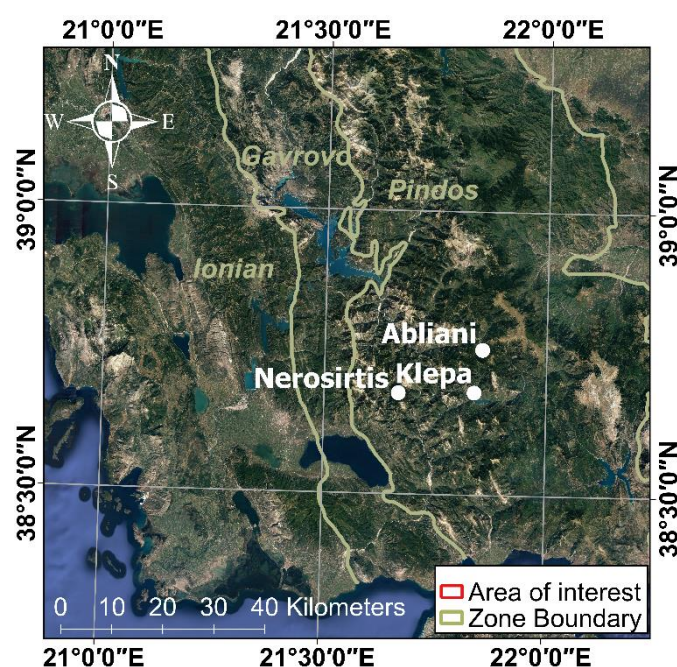 21°0'0"E 21°30'0"E 22°0'0"E
N
W E
S
39°0'0"N 39°0'0"N
Gavrovo
Pindos
Ionian
Abliani
Nerosirtis Klepa
38°30'0"N 38°30'0"N
Area of interest
Zone Boundary
0 10 20 30 40 Kilometers
21°0'0"E 21°30'0"E 22°0'0"E